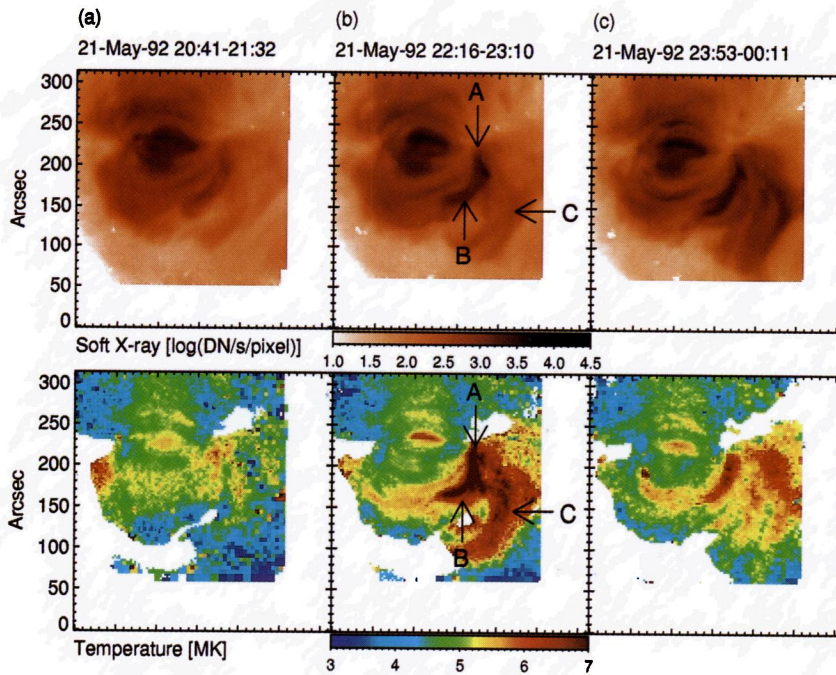 (a)
(b)
(c)
21-May-92 20:41-21:32
21-May-92 22:16-23:10
21-May-92 23:53-00:11
300
250
200
150
100
50
0
Arcsec
A
B
C
Soft X-ray [log(DN/s/pixel)]
1.0 1.5 2.0 2.5 3.0 3.5 4.0 4.5
300
250
200
150
100
50
0
Arcsec
A
B
C
Temperature [MK]
3 4 5 6 7